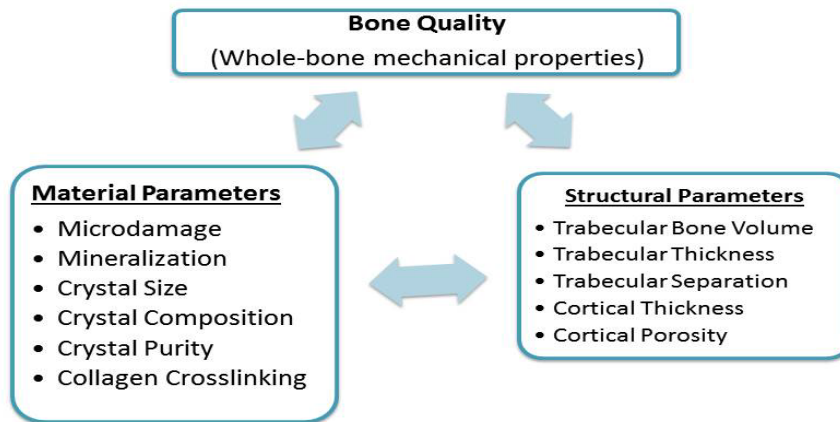 Bone Quality
(Whole-bone mechanical properties)
Material Parameters
• Microdamage
• Mineralization
• Crystal Size
• Crystal Composition
• Crystal Purity
• Collagen Crosslinking
Structural Parameters
• Trabecular Bone Volume
• Trabecular Thickness
• Trabecular Separation
• Cortical Thickness
• Cortical Porosity